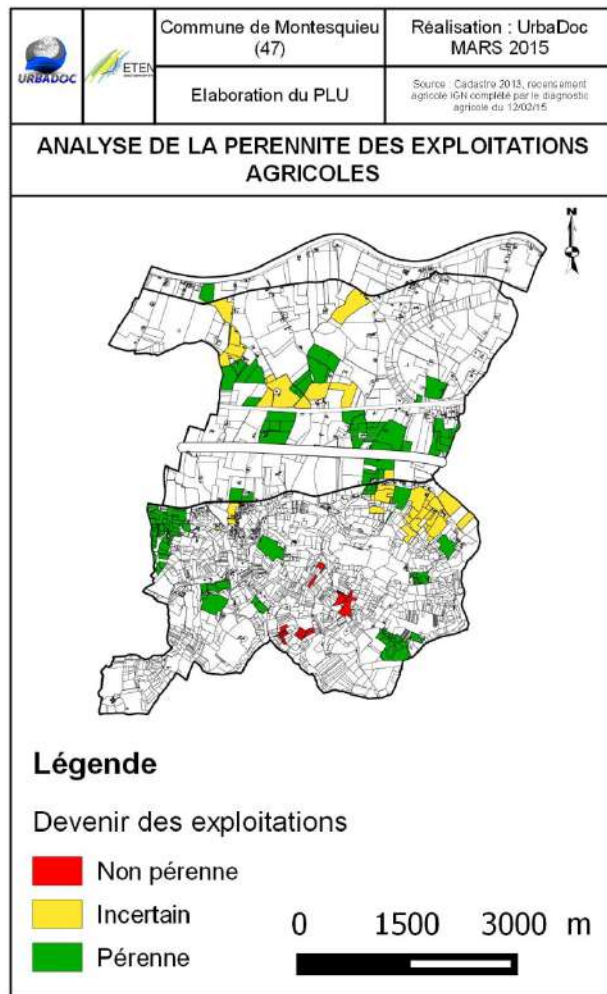 URBADOC
ETEN
Commune de Montesquieu
(47)
Réalisation : UrbaDoc
MARS 2015
Elaboration du PLU
Source : Cadastre 2013, recensement
agricole IGN complété par le diagnostic
agricole du 12/02/15
ANALYSE DE LA PERENNITE DES EXPLOITATIONS
AGRICOLES
N
Légende
Devenir des exploitations
Non pérenne
Incertain
Pérenne
0 1500 3000 m